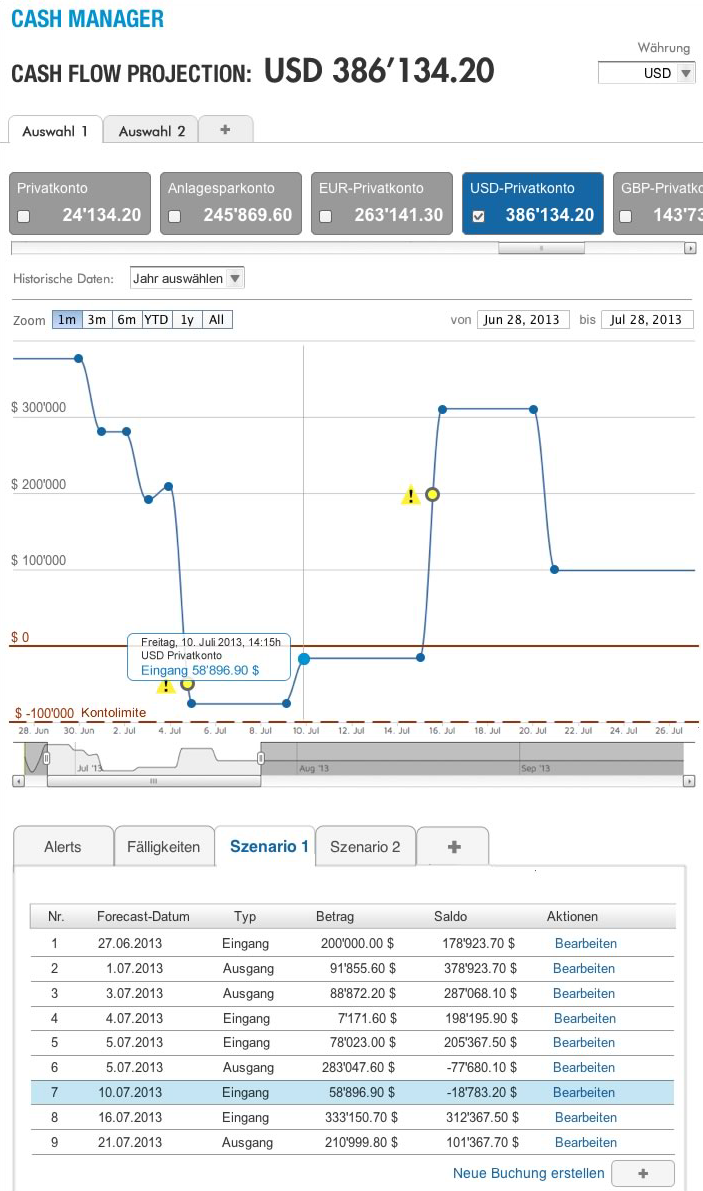 CASH MANAGER
Währung
CASH FLOW PROJECTION: USD 386'134.20
USD
Auswahl 1 Auswahl 2 +
Privatkonto Anlagesparkonto EUR-Privatkonto USD-Privatkonto GBP-Privatko
24'134.20 245'869.60 263'141.30 386'134.20 143'73
Historische Daten: Jahr auswählen
Zoom 1m 3m 6m YTD 1y All von Jun 28, 2013 bis Jul 28, 2013
$ 300'000
$ 200'000
$ 100'000
$ 0
Freitag, 10. Juli 2013, 14:15h
USD Privatkonto
Eingang 58'896.90 $
$ -100'000 Kontolimite
28. Jun 30. Jun 2. Jul 4. Jul 6. Jul 8. Jul 10. Jul 12. Jul 14. Jul 16. Jul 18. Jul 20. Jul 22. Jul 24. Jul 26. Jul
Jul '13 Aug '13 Sep '13
Alerts Fälligkeiten Szenario 1 Szenario 2 +
Nr. Forecast-Datum Typ Betrag Saldo Aktionen
1 27.06.2013 Eingang 200'000.00 $ 178'923.70 $ Bearbeiten
2 1.07.2013 Ausgang 91'855.60 $ 378'923.70 $ Bearbeiten
3 3.07.2013 Ausgang 88'872.20 $ 287'068.10 $ Bearbeiten
4 4.07.2013 Eingang 7'171.60 $ 198'195.90 $ Bearbeiten
5 5.07.2013 Eingang 78'023.00 $ 205'367.50 $ Bearbeiten
6 5.07.2013 Ausgang 283'047.60 $ -77'680.10 $ Bearbeiten
7 10.07.2013 Eingang 58'896.90 $ -18'783.20 $ Bearbeiten
8 16.07.2013 Eingang 333'150.70 $ 312'367.50 $ Bearbeiten
9 21.07.2013 Ausgang 210'999.80 $ 101'367.70 $ Bearbeiten
Neue Buchung erstellen +